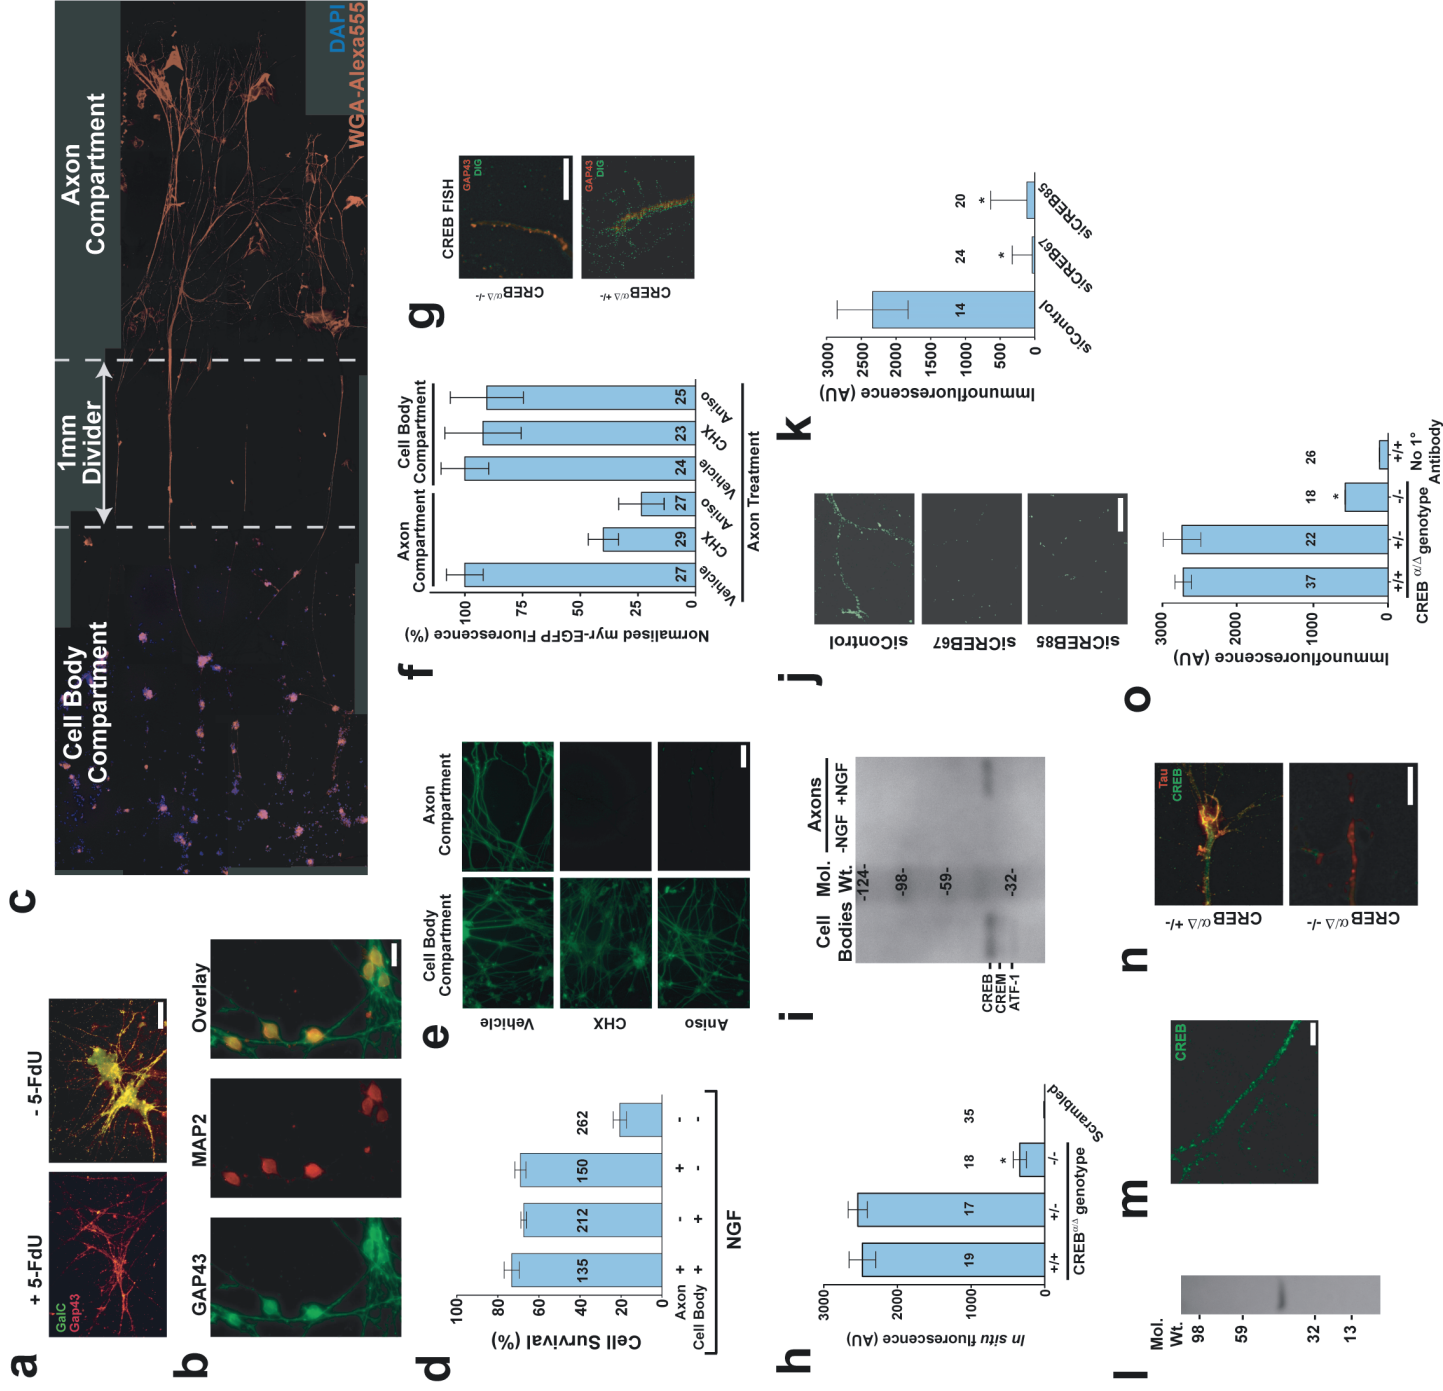 a
+ 5-FdU
- 5-FdU
GalC
Gap43
b
GAP43
MAP2
Overlay
c
Cell Body
Compartment
1mm
Divider
Axon
Compartment
DAPI
WGA-Alexa555
d
Cell Survival (%)
100
80
60
40
20
0
135
212
150
262
Axon + - + -
Cell Body + + - -
NGF
e
Cell Body
Compartment
Axon
Compartment
Vehicle
CHX
Aniso
f
Normalised myr-EGFP Fluorescence (%)
100
75
50
25
0
Axon
Compartment
Cell Body
Compartment
27
29
27
24
23
25
Vehicle
CHX
Aniso
Vehicle
CHX
Aniso
Axon Treatment
g
CREB FISH
CREB α/Δ -/-
GAP43
DIG
CREB α/Δ +/-
GAP43
DIG
h
In situ fluorescence (AU)
3000
2000
1000
0
19
17
18
35
*
+/+
+/-
-/-
Scrambled
CREB α/Δ genotype
i
Cell
Bodies
Mol.
Wt.
Axons
-NGF +NGF
-124-
-98-
-59-
-32-
CREB
CREM
ATF-1
j
siControl
siCREB67
siCREB85
k
Immunofluorescence (AU)
3000
2500
2000
1500
1000
500
0
14
24
20
*
*
siControl
siCREB67
siCREB85
l
Mol.
Wt.
98
59
32
13
m
CREB
n
CREB α/Δ +/-
Tau
CREB
CREB α/Δ -/-
o
Immunofluorescence (AU)
3000
2000
1000
0
37
22
18
26
*
+/+
+/-
-/-
+/+
CREB α/Δ genotype
No 1°
Antibody